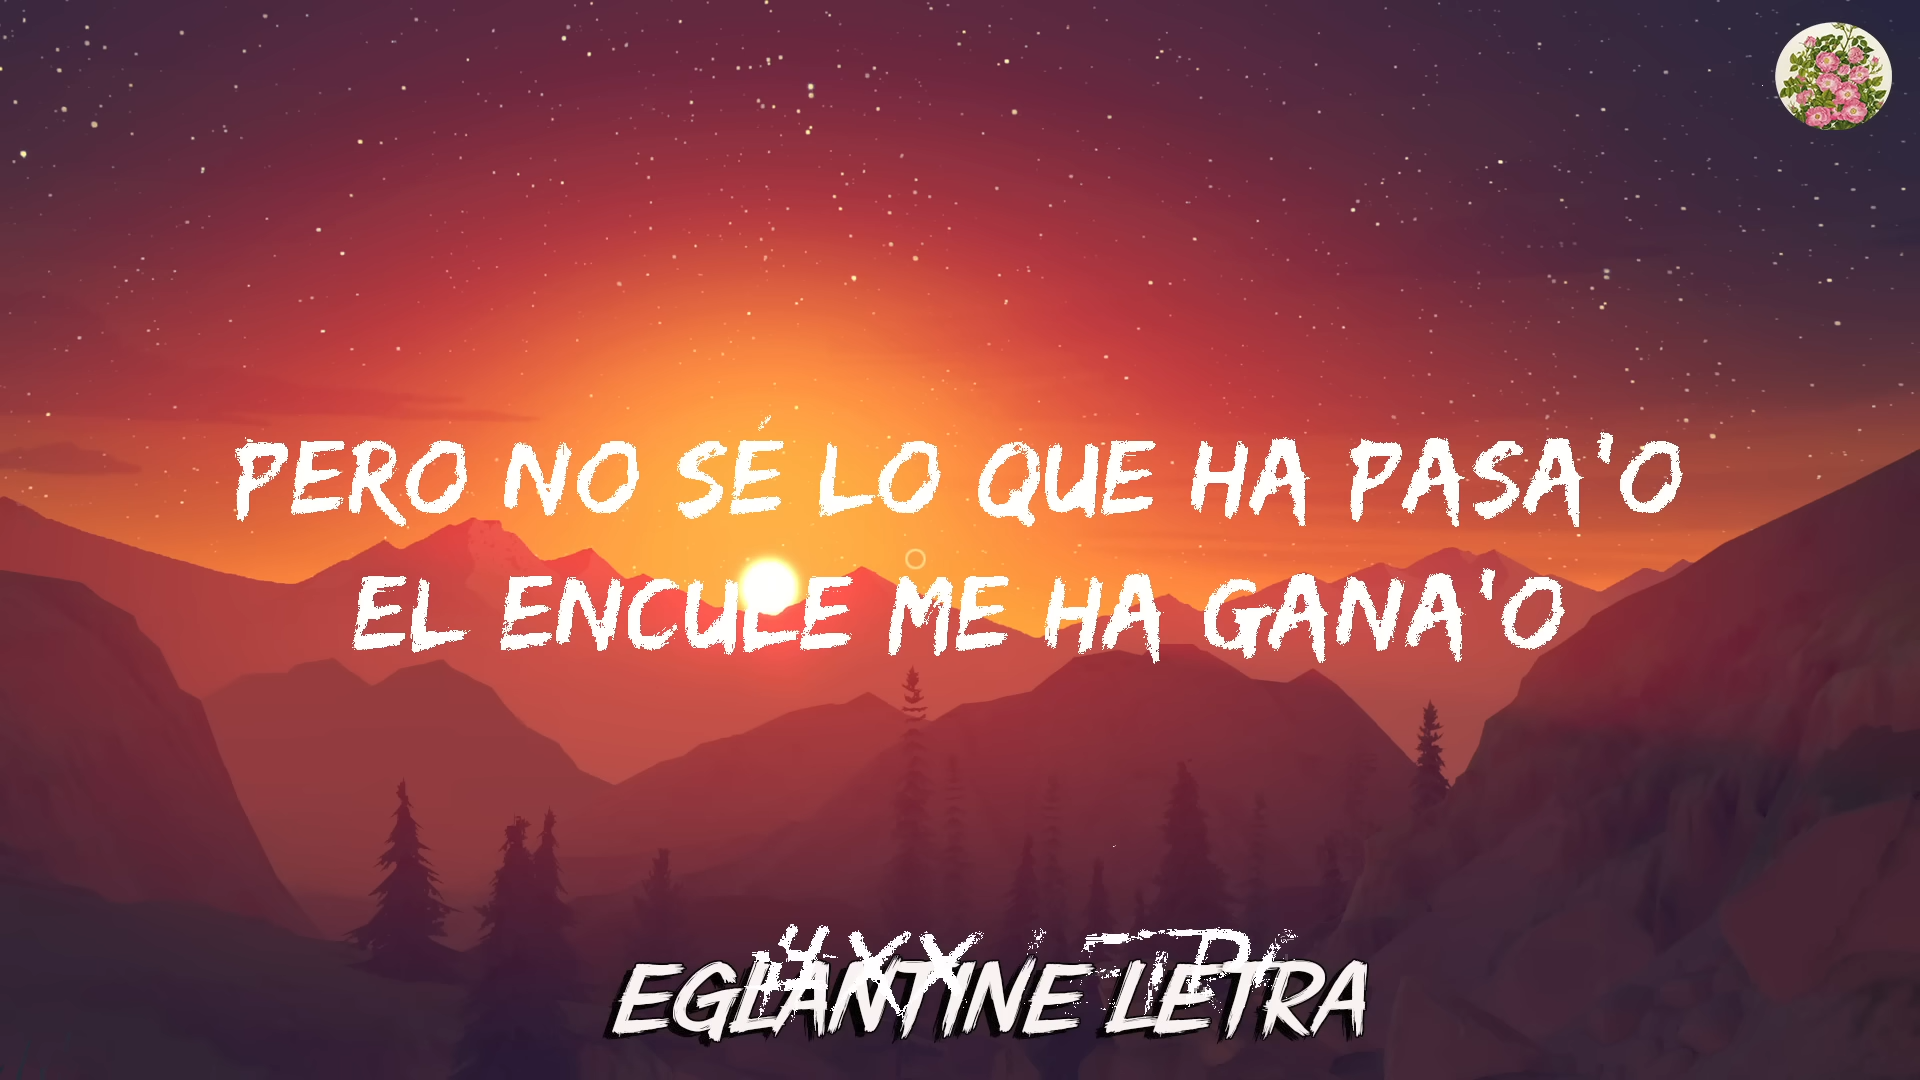 PERO NO SÉ LO QUE HA PASA'O
EL ENCULE ME HA GANA'O
EGLANTINE LETRA